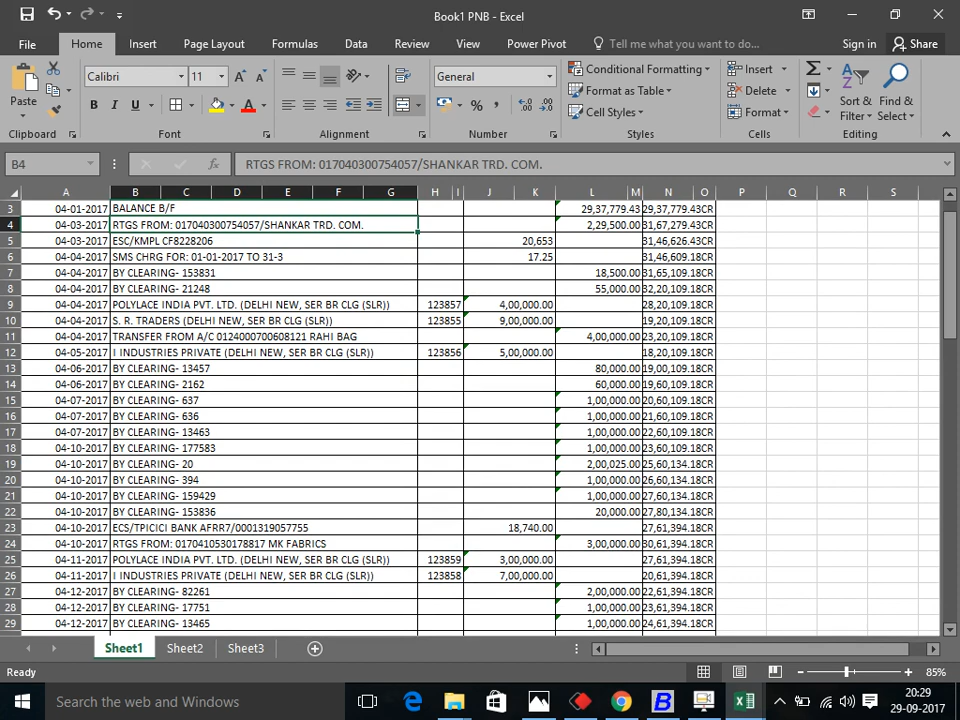 Book1 PNB - Excel
File Home Insert Page Layout Formulas Data Review View Power Pivot Tell me what you want to do... Sign in Share
Calibri 11 General Conditional Formatting Insert
Paste B I U Format as Table Delete Sort & Find &
Cell Styles Format Filter Select
Clipboard Font Alignment Number Styles Cells Editing
B4 fx RTGS FROM: 017040300754057/SHANKAR TRD. COM.
A B C D E F G H I J K L M N O P Q R S
3 04-01-2017 BALANCE B/F 29,37,779.43 29,37,779.43CR
4 04-03-2017 RTGS FROM: 017040300754057/SHANKAR TRD. COM. 2,29,500.00 31,67,279.43CR
5 04-03-2017 ESC/KMPL CF8228206 20,653 31,46,626.43CR
6 04-04-2017 SMS CHRG FOR: 01-01-2017 TO 31-3 17.25 31,46,609.18CR
7 04-04-2017 BY CLEARING- 153831 18,500.00 31,65,109.18CR
8 04-04-2017 BY CLEARING- 21248 55,000.00 32,20,109.18CR
9 04-04-2017 POLYLACE INDIA PVT. LTD. (DELHI NEW, SER BR CLG (SLR)) 123857 4,00,000.00 28,20,109.18CR
10 04-04-2017 S. R. TRADERS (DELHI NEW, SER BR CLG (SLR)) 123855 9,00,000.00 19,20,109.18CR
11 04-04-2017 TRANSFER FROM A/C 0124000700608121 RAHI BAG 4,00,000.00 23,20,109.18CR
12 04-05-2017 I INDUSTRIES PRIVATE (DELHI NEW, SER BR CLG (SLR)) 123856 5,00,000.00 18,20,109.18CR
13 04-06-2017 BY CLEARING- 13457 80,000.00 19,00,109.18CR
14 04-06-2017 BY CLEARING- 2162 60,000.00 19,60,109.18CR
15 04-07-2017 BY CLEARING- 637 1,00,000.00 20,60,109.18CR
16 04-07-2017 BY CLEARING- 636 1,00,000.00 21,60,109.18CR
17 04-07-2017 BY CLEARING- 13463 1,00,000.00 22,60,109.18CR
18 04-10-2017 BY CLEARING- 177583 1,00,000.00 23,60,109.18CR
19 04-10-2017 BY CLEARING- 20 2,00,025.00 25,60,134.18CR
20 04-10-2017 BY CLEARING- 394 1,00,000.00 26,60,134.18CR
21 04-10-2017 BY CLEARING- 159429 1,00,000.00 27,60,134.18CR
22 04-10-2017 BY CLEARING- 153836 20,000.00 27,80,134.18CR
23 04-10-2017 ECS/TPICICI BANK AFRR7/0001319057755 18,740.00 27,61,394.18CR
24 04-10-2017 RTGS FROM: 0170410530178817 MK FABRICS 3,00,000.00 30,61,394.18CR
25 04-11-2017 POLYLACE INDIA PVT. LTD. (DELHI NEW, SER BR CLG (SLR)) 123859 3,00,000.00 27,61,394.18CR
26 04-11-2017 I INDUSTRIES PRIVATE (DELHI NEW, SER BR CLG (SLR)) 123858 7,00,000.00 20,61,394.18CR
27 04-12-2017 BY CLEARING- 82261 2,00,000.00 22,61,394.18CR
28 04-12-2017 BY CLEARING- 17751 1,00,000.00 23,61,394.18CR
29 04-12-2017 BY CLEARING- 13465 1,00,000.00 24,61,394.18CR
Sheet1 Sheet2 Sheet3
Ready 85%
Search the web and Windows 20:29
29-09-2017